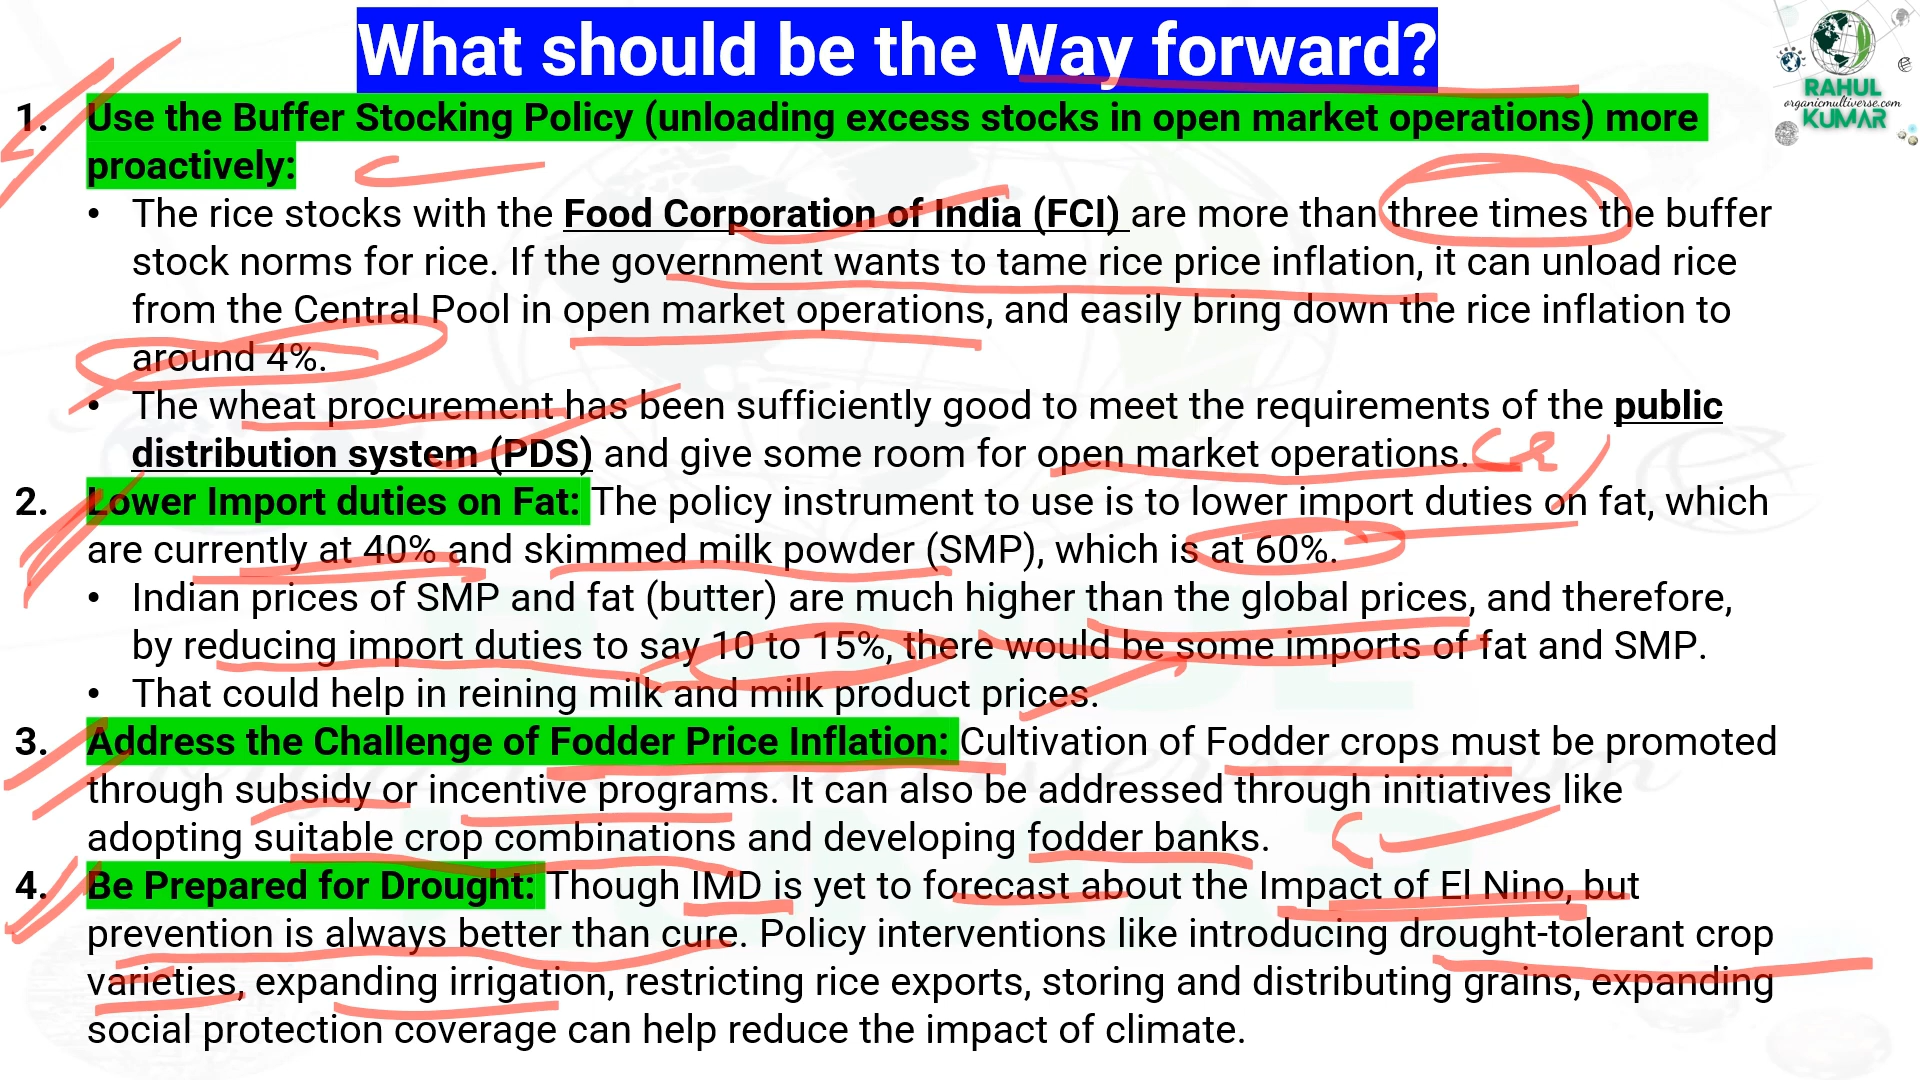 What should be the Way forward?
RAHUL
organicmultiverse.com
KUMAR
1. Use the Buffer Stocking Policy (unloading excess stocks in open market operations) more
proactively:
• The rice stocks with the Food Corporation of India (FCI) are more than three times the buffer
stock norms for rice. If the government wants to tame rice price inflation, it can unload rice
from the Central Pool in open market operations, and easily bring down the rice inflation to
around 4%.
• The wheat procurement has been sufficiently good to meet the requirements of the public
distribution system (PDS) and give some room for open market operations.
2. Lower Import duties on Fat: The policy instrument to use is to lower import duties on fat, which
are currently at 40% and skimmed milk powder (SMP), which is at 60%.
• Indian prices of SMP and fat (butter) are much higher than the global prices, and therefore,
by reducing import duties to say 10 to 15%, there would be some imports of fat and SMP.
• That could help in reining milk and milk product prices.
3. Address the Challenge of Fodder Price Inflation: Cultivation of Fodder crops must be promoted
through subsidy or incentive programs. It can also be addressed through initiatives like
adopting suitable crop combinations and developing fodder banks.
4. Be Prepared for Drought: Though IMD is yet to forecast about the Impact of El Nino, but
prevention is always better than cure. Policy interventions like introducing drought-tolerant crop
varieties, expanding irrigation, restricting rice exports, storing and distributing grains, expanding
social protection coverage can help reduce the impact of climate.